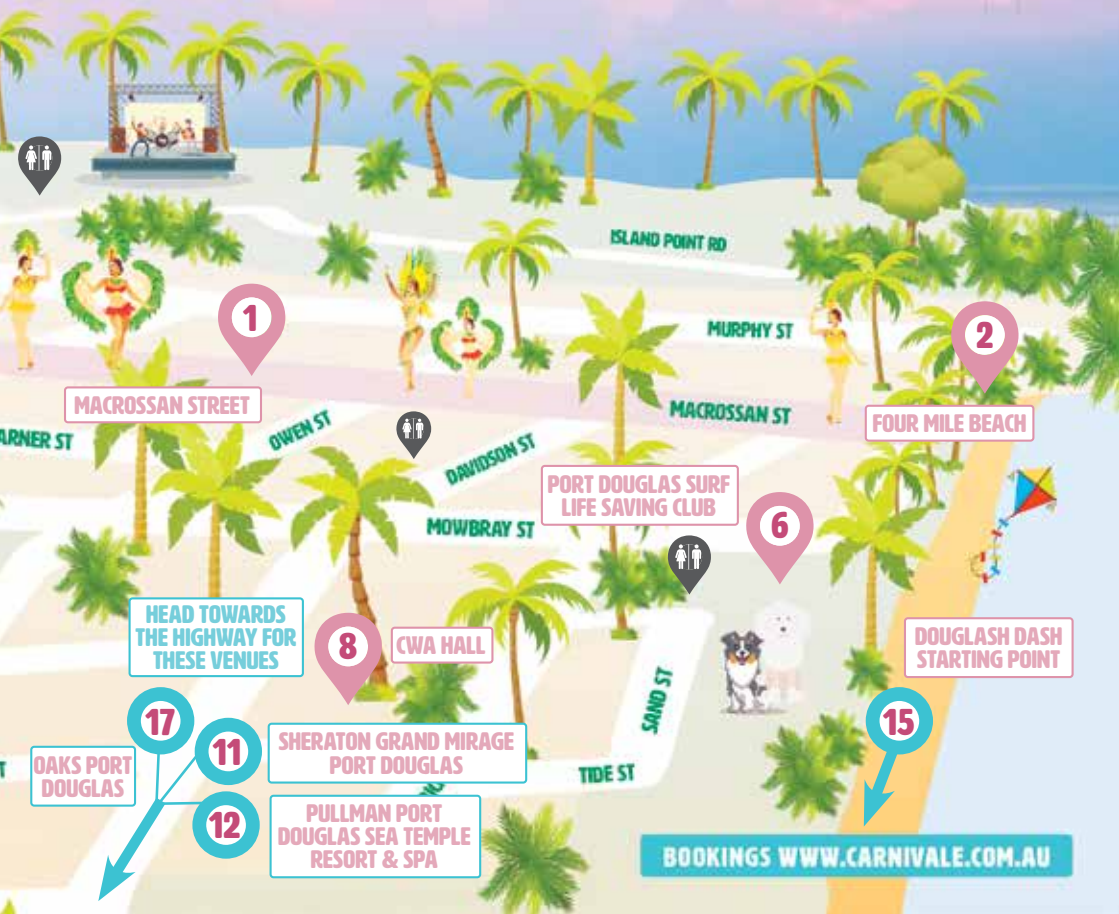 ISLAND POINT RD
1
MURPHY ST
2
MACROSSAN STREET
MACROSSAN ST
FOUR MILE BEACH
ARNER ST
OWEN ST
DAVIDSON ST
PORT DOUGLAS SURF
LIFE SAVING CLUB
6
MOWBRAY ST
HEAD TOWARDS
THE HIGHWAY FOR
THESE VENUES
8
CWA HALL
DOUGLASH DASH
STARTING POINT
SAND ST
17
15
11
SHERATON GRAND MIRAGE
PORT DOUGLAS
OAKS PORT
DOUGLAS
TIDE ST
12
PULLMAN PORT
DOUGLAS SEA TEMPLE
RESORT & SPA
BOOKINGS WWW.CARNIVALE.COM.AU